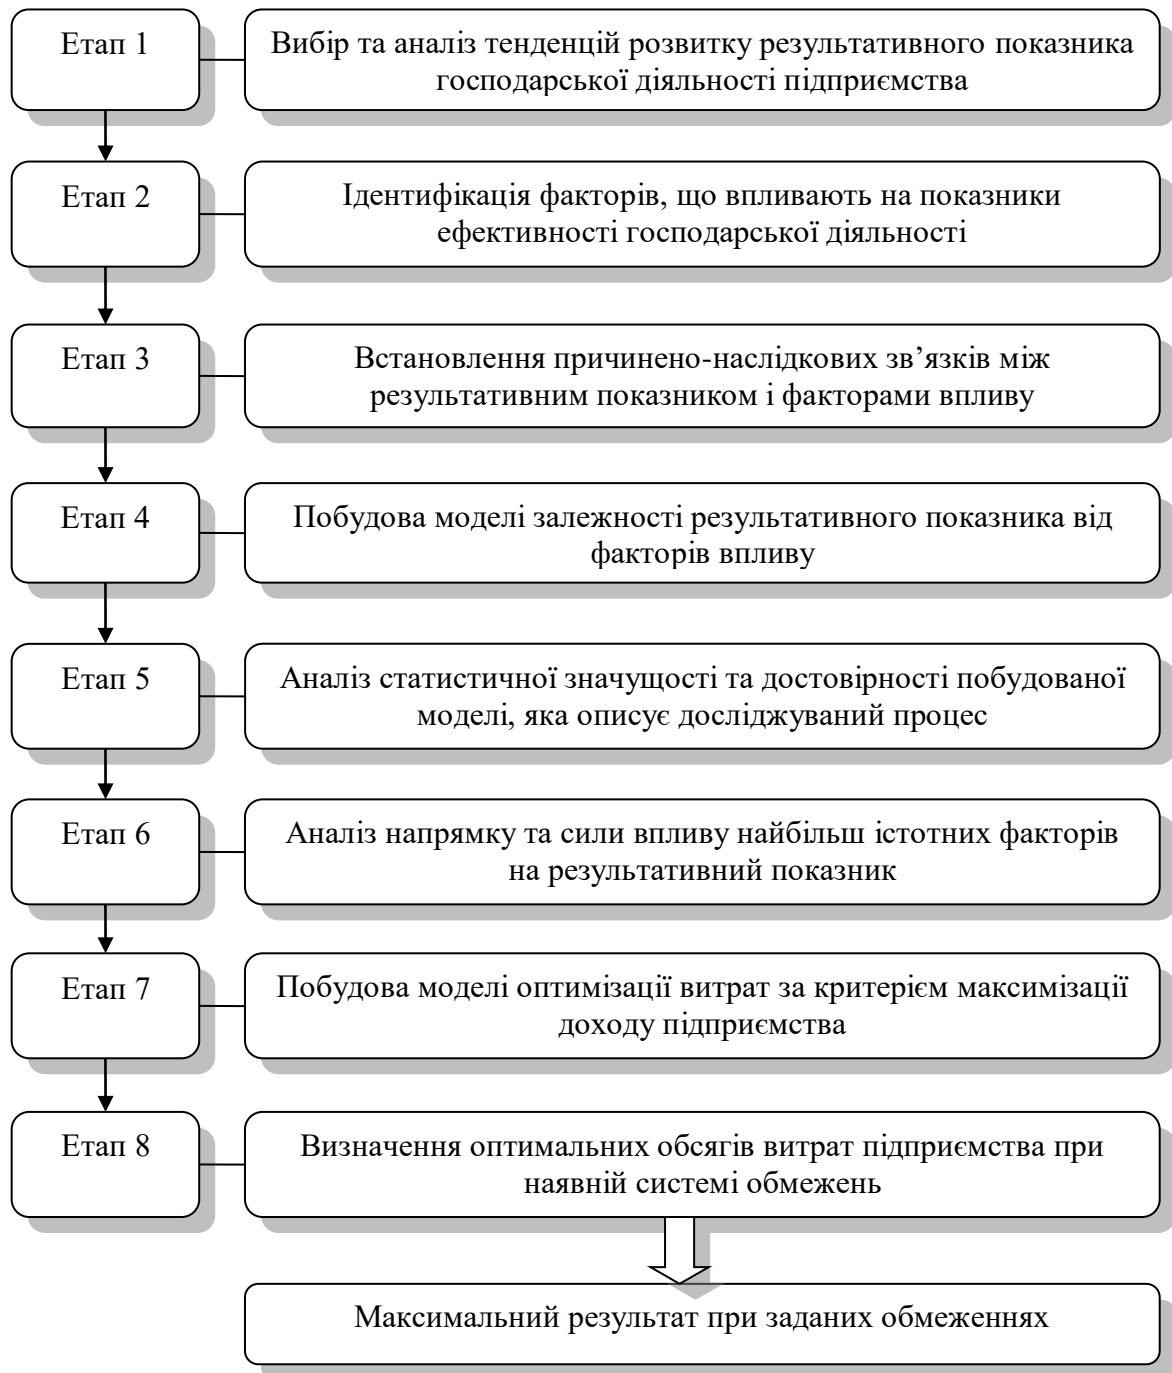 Етап 1
Вибір та аналіз тенденцій розвитку результативного показника
господарської діяльності підприємства
Етап 2
Ідентифікація факторів, що впливають на показники
ефективності господарської діяльності
Етап 3
Встановлення причинено-наслідкових зв’язків між
результативним показником і факторами впливу
Етап 4
Побудова моделі залежності результативного показника від
факторів впливу
Етап 5
Аналіз статистичної значущості та достовірності побудованої
моделі, яка описує досліджуваний процес
Етап 6
Аналіз напрямку та сили впливу найбільш істотних факторів
на результативний показник
Етап 7
Побудова моделі оптимізації витрат за критерієм максимізації
доходу підприємства
Етап 8
Визначення оптимальних обсягів витрат підприємства при
наявній системі обмежень
Максимальний результат при заданих обмеженнях